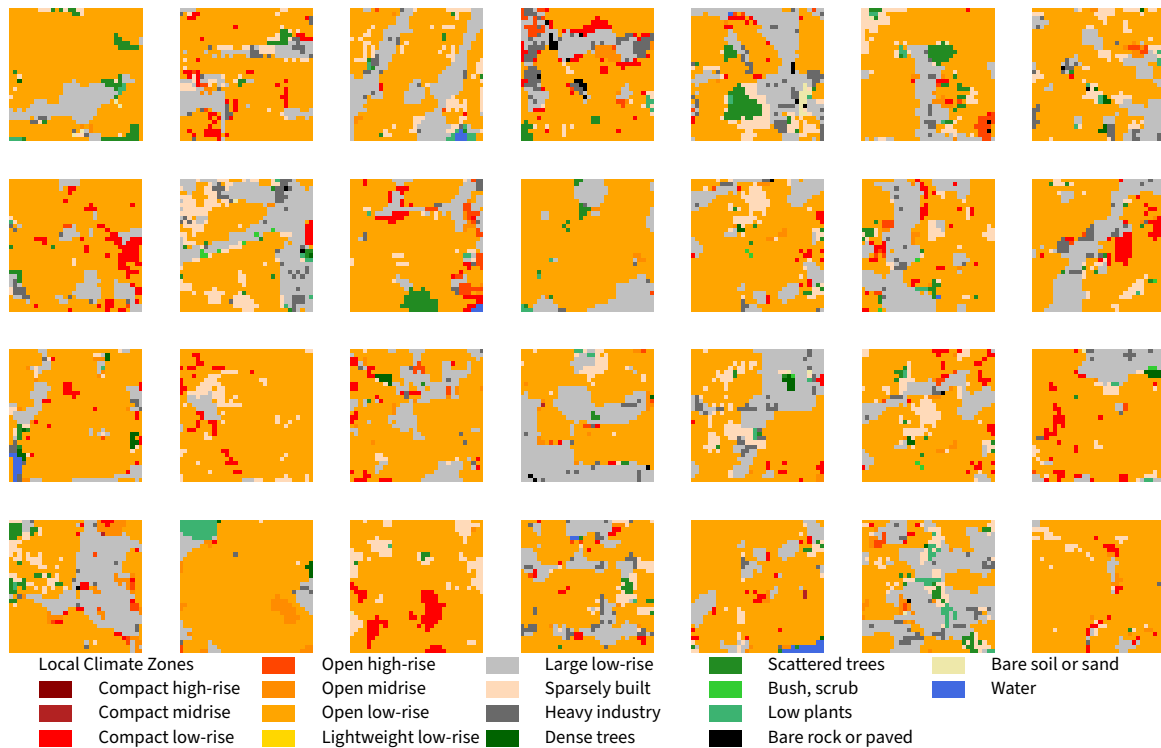 Local Climate Zones
Compact high-rise
Compact midrise
Compact low-rise
Open high-rise
Open midrise
Open low-rise
Lightweight low-rise
Large low-rise
Sparsely built
Heavy industry
Dense trees
Scattered trees
Bush, scrub
Low plants
Bare rock or paved
Bare soil or sand
Water